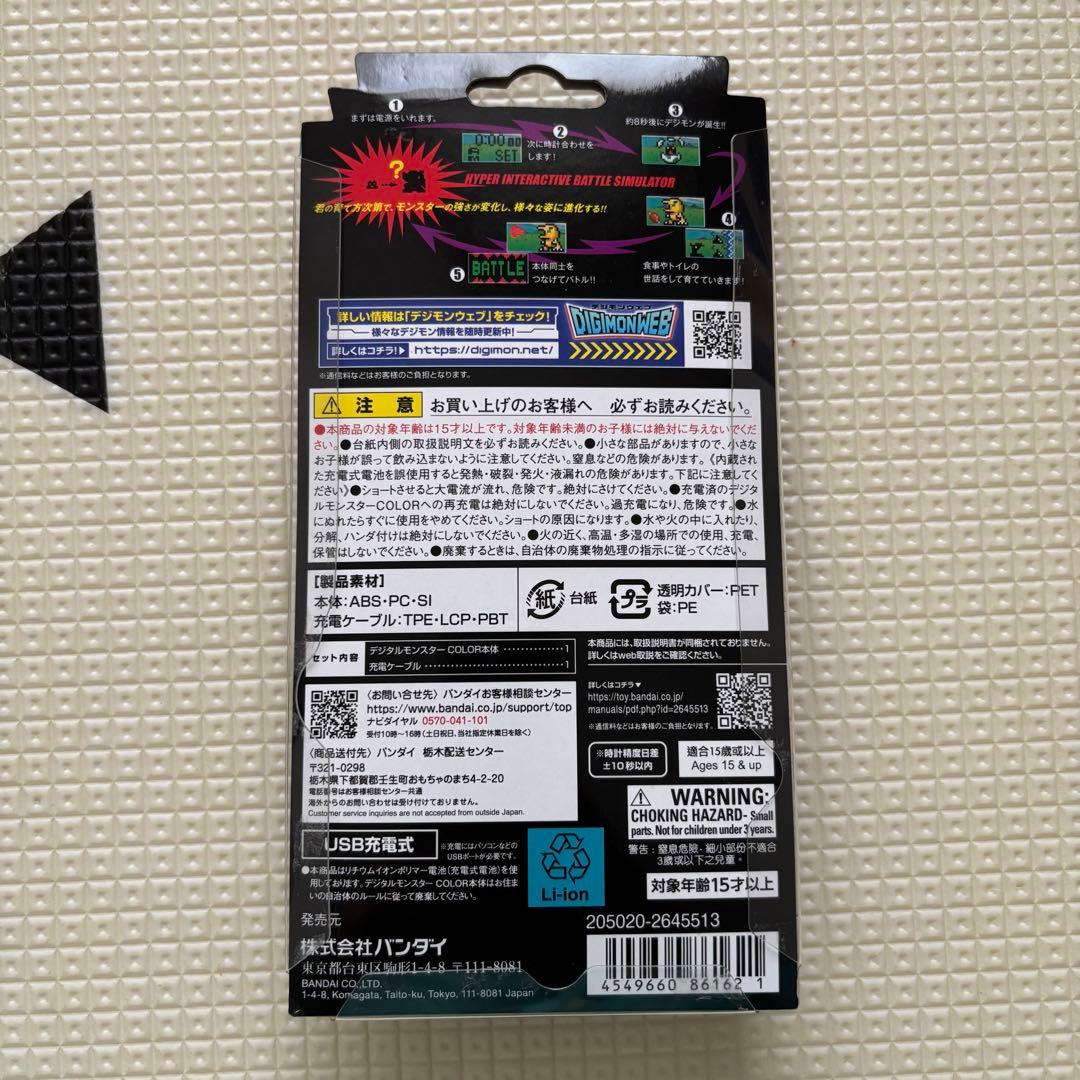 ①
まずは電源をいれます。
②
次に時計合わせを
します!
0:00
SET
③
約8秒後にデジモンが誕生!!
?
HYPER INTERACTIVE BATTLE SIMULATOR
君の育て方次第で、モンスターの強さが変化し、様々な姿に進化する!!
④
食事やトイレの
世話をして育てていきます!
⑤
BATTLE
本体同士を
つなげてバトル!!
詳しい情報は「デジモンウェブ」をチェック!
様々なデジモン情報を随時更新中!
詳しくはコチラ!▶ https://digimon.net/
デジモンウェブ
DIGIMONWEB
※通信料などはお客様のご負担となります。
⚠ 注 意 お買い上げのお客様へ 必ずお読みください。
●本商品の対象年齢は15才以上です。対象年齢未満のお子様には絶対に与えないでくだ
さい。●台紙内側の取扱説明文を必ずお読みください。●小さな部品がありますので、小さな
お子様が誤って飲み込まないように注意してください。窒息などの危険があります。《内蔵され
た充電式電池を誤使用すると発熱・破裂・発火・液漏れの危険があります。下記に注意してく
ださい》●ショートさせると大電流が流れ、危険です。絶対にさけてください。●充電済のデジタ
ルモンスターCOLORへの再充電は絶対にしないでください。過充電になり、危険です。●水
にぬれたらすぐに使用をやめてください。ショートの原因になります。●水や火の中に入れたり、
分解、ハンダ付けは絶対にしないでください。●火の近く、高温・多湿の場所での使用、充電、
保管はしないでください。●廃棄するときは、自治体の廃棄物処理の指示に従ってください。
【製品素材】
本体:ABS・PC・SI
充電ケーブル:TPE・LCP・PBT
紙 台紙
プラ 透明カバー:PET
袋:PE
セット内容
デジタルモンスター COLOR本体 ・・・・・・・・・・・・・1
充電ケーブル ・・・・・・・・・・・・・・・・・・・・・・・・・・・・1
本商品には、取扱説明書が同梱されておりません。
詳しくはweb取説をご確認ください。
〈お問い合せ先〉バンダイお客様相談センター
https://www.bandai.co.jp/support/top
ナビダイヤル 0570-041-101
受付10時～16時(土日祝日、当社指定休業日を除く)
〈商品送付先〉バンダイ 栃木配送センター
〒321-0298
栃木県下都賀郡壬生町おもちゃのまち4-2-20
電話番号はお客様相談センター共通
海外からのお問い合わせは受け付けておりません。
Customer service inquiries are not accepted from outside Japan.
詳しくはコチラ▼
https://toy.bandai.co.jp/
manuals/pdf.php?id=2645513
※通信料などはお客様のご負担となります。
※時計精度日差
±10秒以内
適合15歲或以上
Ages 15 & up
⚠ WARNING:
CHOKING HAZARD- Small
parts. Not for children under 3 years.
警告:窒息危險- 細小部份不適合
3歲或以下之兒童。
対象年齢15才以上
USB充電式
※充電にはパソコンなどの
USBポートが必要です。
●本商品はリチウムイオンポリマー電池(充電式電池)を使
用しております。デジタルモンスター COLOR本体はお住ま
いの自治体のルールに従って廃棄してください。
Li-ion
発売元
株式会社バンダイ
東京都台東区駒形1-4-8 〒111-8081
BANDAI CO.,LTD.
1-4-8, Komagata, Taito-ku, Tokyo, 111-8081 Japan
205020-2645513
4549660 86162 1